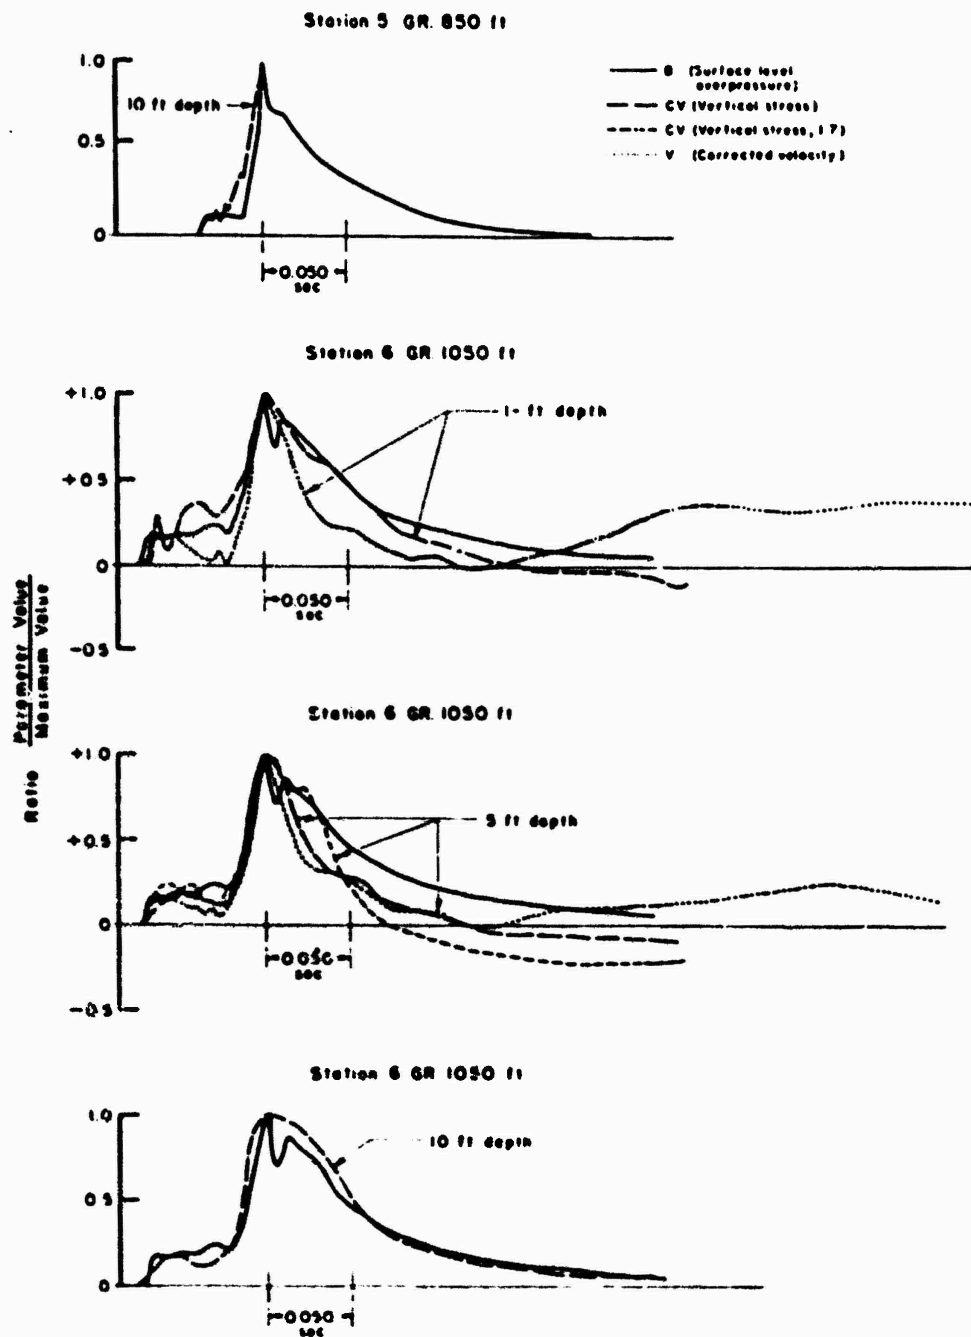 Station 5 GR. 850 ft
1.0
10 ft depth
0.5
0
0.050
sec
B (Surface level
overpressure)
CV (Vertical stress)
CV (Vertical stress, 17)
V (Corrected velocity)
Station 6 GR. 1050 ft
+1.0
1-ft depth
+0.5
0
0.050
sec
-0.5
Ratio Parameter Value
Maximum Value
Station 6 GR. 1050 ft
+1.0
5 ft depth
+0.5
0
0.050
sec
-0.5
Station 6 GR 1050 ft
1.0
10 ft depth
0.5
0
0.050
sec